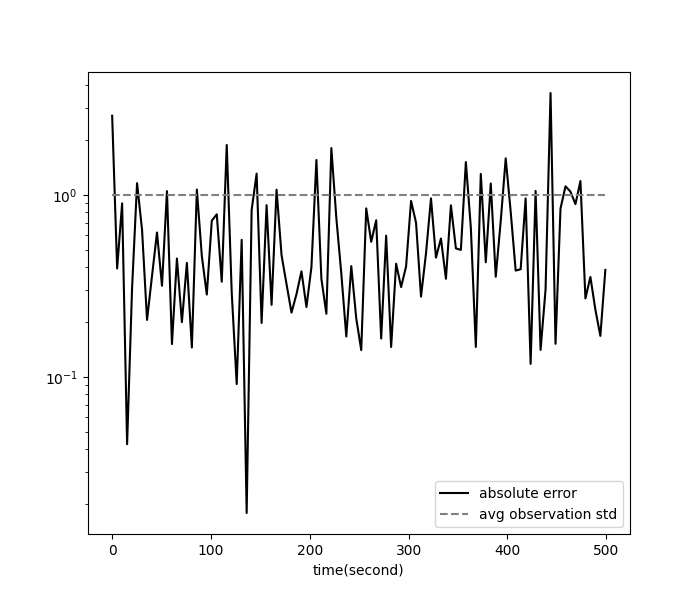 10⁰
10⁻¹
0 100 200 300 400 500
time(second)
absolute error
avg observation std